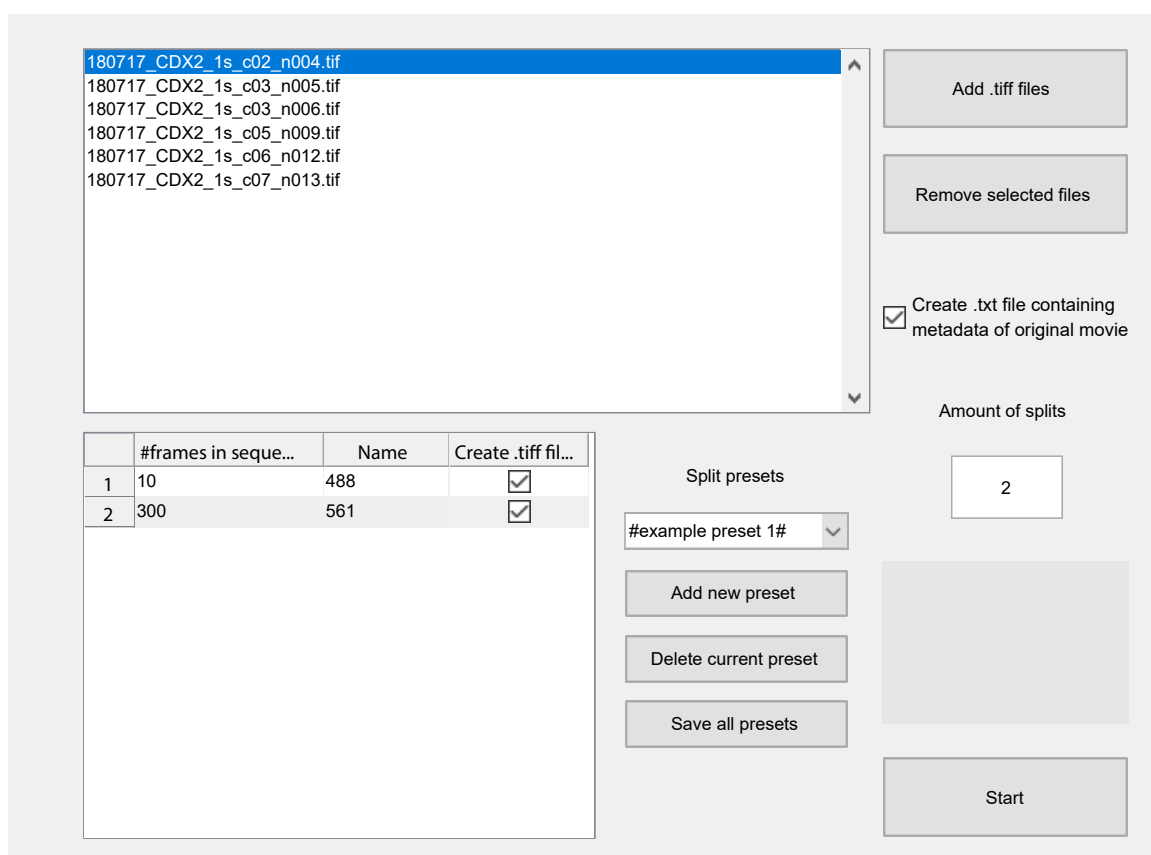 180717_CDX2_1s_c02_n004.tif
180717_CDX2_1s_c03_n005.tif
180717_CDX2_1s_c03_n006.tif
180717_CDX2_1s_c05_n009.tif
180717_CDX2_1s_c06_n012.tif
180717_CDX2_1s_c07_n013.tif
Add .tiff files
Remove selected files
Create .txt file containing
metadata of original movie
Amount of splits
2
#frames in seque... Name Create .tiff fil...
1 10 488
2 300 561
Split presets
#example preset 1#
Add new preset
Delete current preset
Save all presets
Start